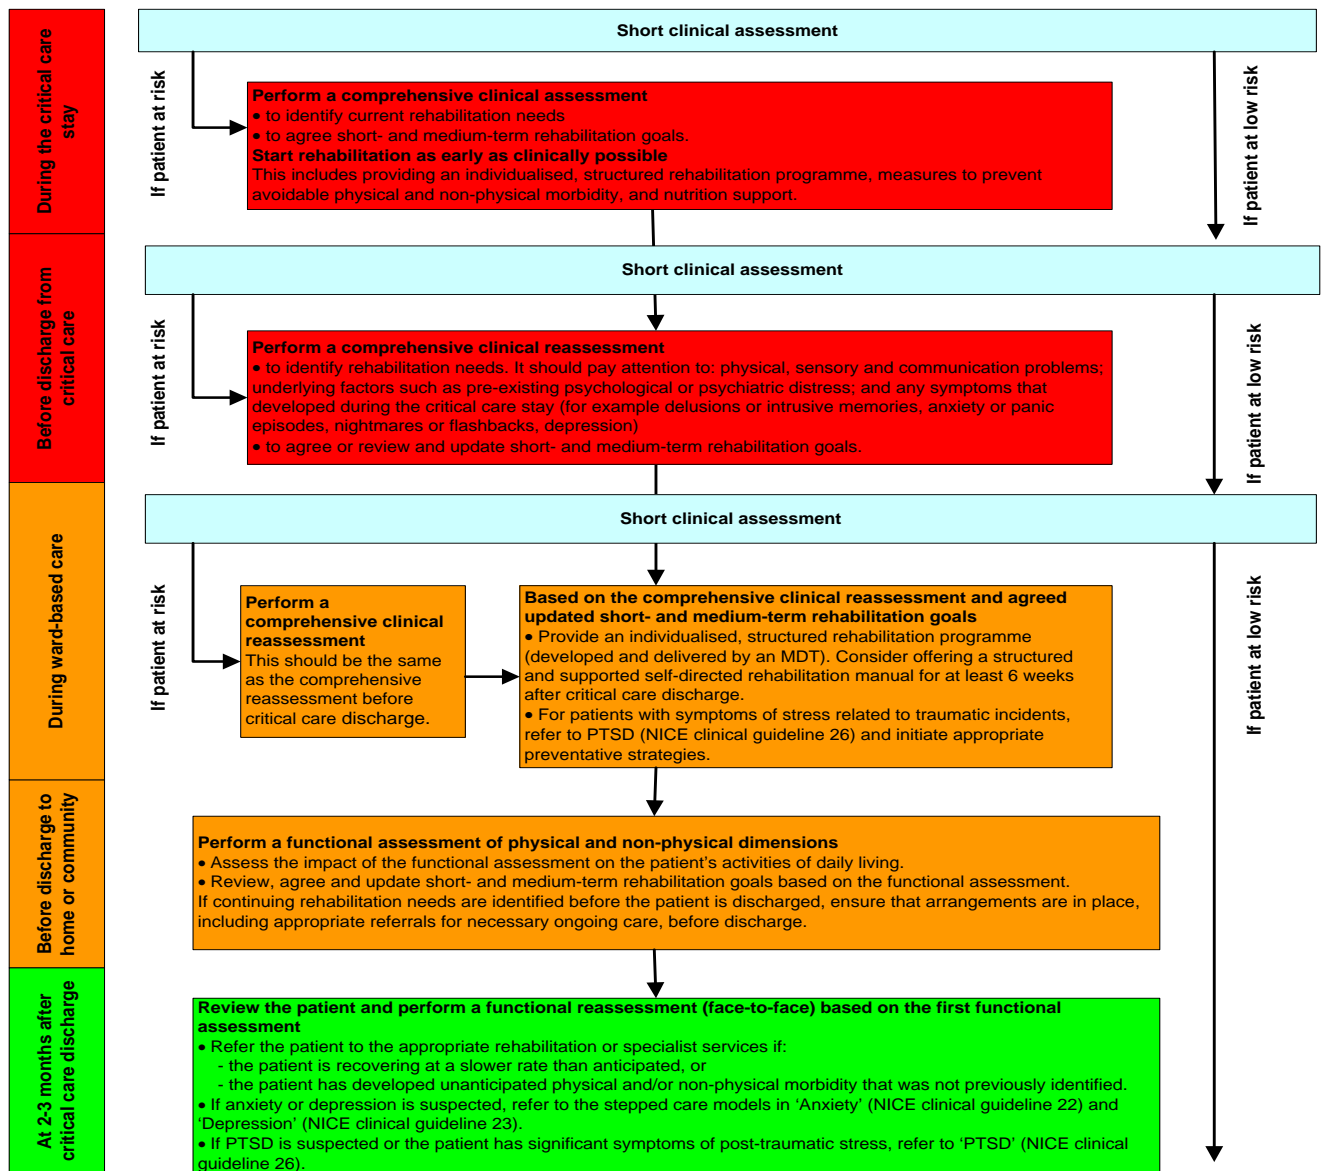 Short clinical assessment
During the critical care
stay
If patient at risk
Perform a comprehensive clinical assessment
• to identify current rehabilitation needs
• to agree short- and medium-term rehabilitation goals.
Start rehabilitation as early as clinically possible
This includes providing an individualised, structured rehabilitation programme, measures to prevent
avoidable physical and non-physical morbidity, and nutrition support.
If patient at low risk
Short clinical assessment
Before discharge from
critical care
If patient at risk
Perform a comprehensive clinical reassessment
• to identify rehabilitation needs. It should pay attention to: physical, sensory and communication problems;
underlying factors such as pre-existing psychological or psychiatric distress; and any symptoms that
developed during the critical care stay (for example delusions or intrusive memories, anxiety or panic
episodes, nightmares or flashbacks, depression)
• to agree or review and update short- and medium-term rehabilitation goals.
If patient at low risk
Short clinical assessment
During ward-based care
If patient at risk
Perform a
comprehensive clinical
reassessment
This should be the same
as the comprehensive
reassessment before
critical care discharge.
Based on the comprehensive clinical reassessment and agreed
updated short- and medium-term rehabilitation goals
• Provide an individualised, structured rehabilitation programme
(developed and delivered by an MDT). Consider offering a structured
and supported self-directed rehabilitation manual for at least 6 weeks
after critical care discharge.
• For patients with symptoms of stress related to traumatic incidents,
refer to PTSD (NICE clinical guideline 26) and initiate appropriate
preventative strategies.
If patient at low risk
Before discharge to
home or community
Perform a functional assessment of physical and non-physical dimensions
• Assess the impact of the functional assessment on the patient's activities of daily living.
• Review, agree and update short- and medium-term rehabilitation goals based on the functional assessment.
If continuing rehabilitation needs are identified before the patient is discharged, ensure that arrangements are in place,
including appropriate referrals for necessary ongoing care, before discharge.
At 2-3 months after
critical care discharge
Review the patient and perform a functional reassessment (face-to-face) based on the first functional
assessment
• Refer the patient to the appropriate rehabilitation or specialist services if:
- the patient is recovering at a slower rate than anticipated, or
- the patient has developed unanticipated physical and/or non-physical morbidity that was not previously identified.
• If anxiety or depression is suspected, refer to the stepped care models in 'Anxiety' (NICE clinical guideline 22) and
'Depression' (NICE clinical guideline 23).
• If PTSD is suspected or the patient has significant symptoms of post-traumatic stress, refer to 'PTSD' (NICE clinical
guideline 26).